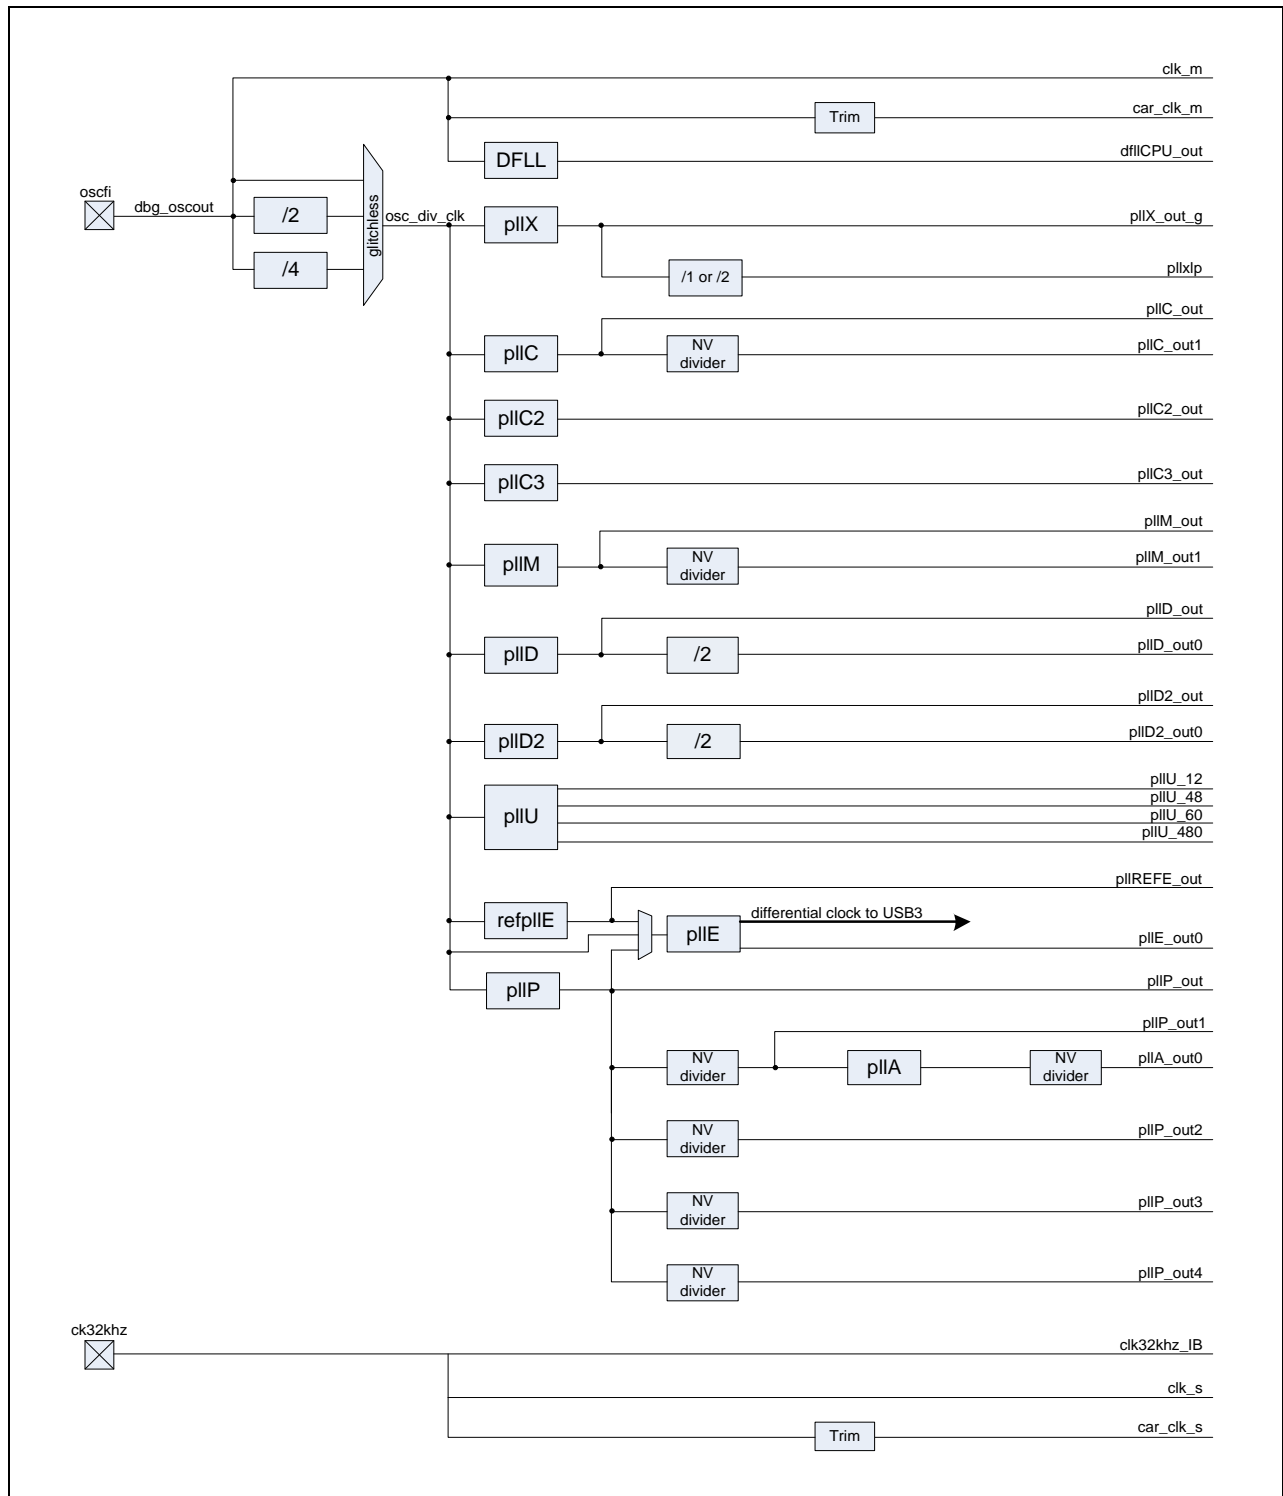 clk_m
Trim
car_clk_m
DFLL
dfllCPU_out
oscfi
dbg_oscout
/2
/4
glitchless
osc_div_clk
pllX
pllX_out_g
/1 or /2
pllxlp
pllC_out
pllC
NV
divider
pllC_out1
pllC2
pllC2_out
pllC3
pllC3_out
pllM_out
pllM
NV
divider
pllM_out1
pllD_out
pllD
/2
pllD_out0
pllD2_out
pllD2
/2
pllD2_out0
pllU
pllU_12
pllU_48
pllU_60
pllU_480
pllREFE_out
refpllE
pllE
differential clock to USB3
pllE_out0
pllP
pllP_out
pllP_out1
NV
divider
pllA
NV
divider
pllA_out0
NV
divider
pllP_out2
NV
divider
pllP_out3
NV
divider
pllP_out4
ck32khz
clk32khz_IB
clk_s
Trim
car_clk_s